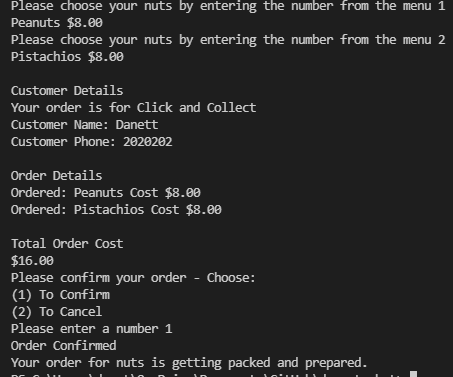 Please choose your nuts by entering the number from the menu 1
Peanuts $8.00
Please choose your nuts by entering the number from the menu 2
Pistachios $8.00
Customer Details
Your order is for Click and Collect
Customer Name: Danett
Customer Phone: 2020202
Order Details
Ordered: Peanuts Cost $8.00
Ordered: Pistachios Cost $8.00
Total Order Cost
$16.00
Please confirm your order - Choose:
(1) To Confirm
(2) To Cancel
Please enter a number 1
Order Confirmed
Your order for nuts is getting packed and prepared.